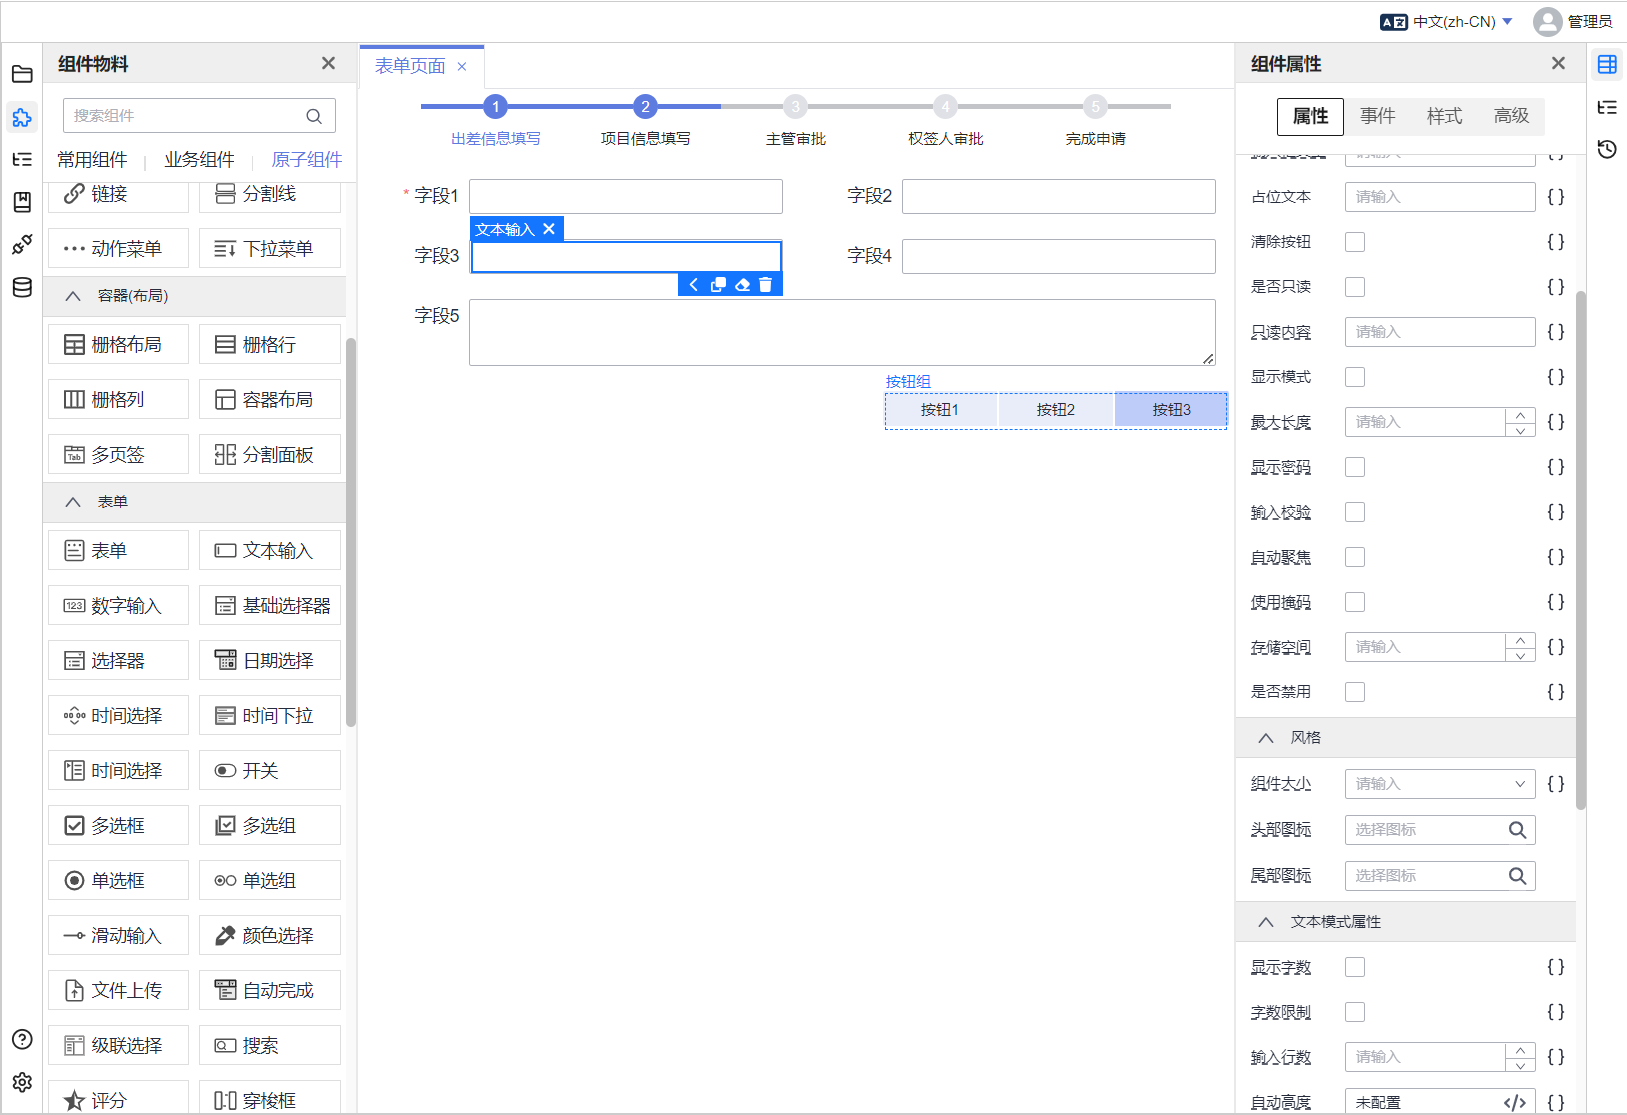 中文(zh-CN)
管理员
组件物料
搜索组件
常用组件
业务组件
原子组件
链接
分割线
动作菜单
下拉菜单
容器(布局)
栅格布局
栅格行
栅格列
容器布局
Tab
多页签
分割面板
表单
表单
文本输入
123
数字输入
基础选择器
选择器
日期选择
00:00
时间选择
时间下拉
时间选择
开关
多选框
多选组
单选框
单选组
滑动输入
颜色选择
文件上传
自动完成
级联选择
搜索
评分
穿梭框
表单页面
1
2
3
4
5
出差信息填写
项目信息填写
主管审批
权签人审批
完成申请
* 字段1
字段2
文本输入
字段3
字段4
字段5
按钮组
按钮1
按钮2
按钮3
组件属性
属性
事件
样式
高级
请输入 {}
占位文本 请输入 {}
清除按钮 {}
是否只读 {}
只读内容 请输入 {}
显示模式 {}
最大长度 请输入 {}
显示密码 {}
输入校验 {}
自动聚焦 {}
使用掩码 {}
存储空间 请输入 {}
是否禁用 {}
风格
组件大小 请输入 {}
头部图标 选择图标
尾部图标 选择图标
文本模式属性
显示字数 {}
字数限制 {}
输入行数 请输入 {}
自动高度 未配置 </> {}